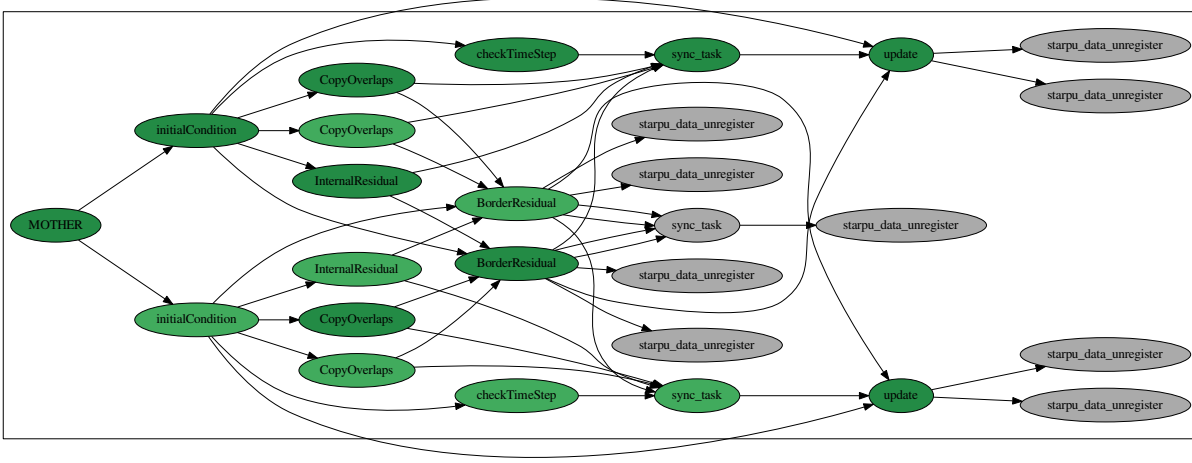 starpu_data_unregister
checkTimeStep
sync_task
update
CopyOverlaps
starpu_data_unregister
initialCondition
CopyOverlaps
starpu_data_unregister
InternalResidual
starpu_data_unregister
BorderResidual
MOTHER
sync_task
starpu_data_unregister
BorderResidual
InternalResidual
starpu_data_unregister
initialCondition
CopyOverlaps
starpu_data_unregister
starpu_data_unregister
CopyOverlaps
checkTimeStep
sync_task
update
starpu_data_unregister